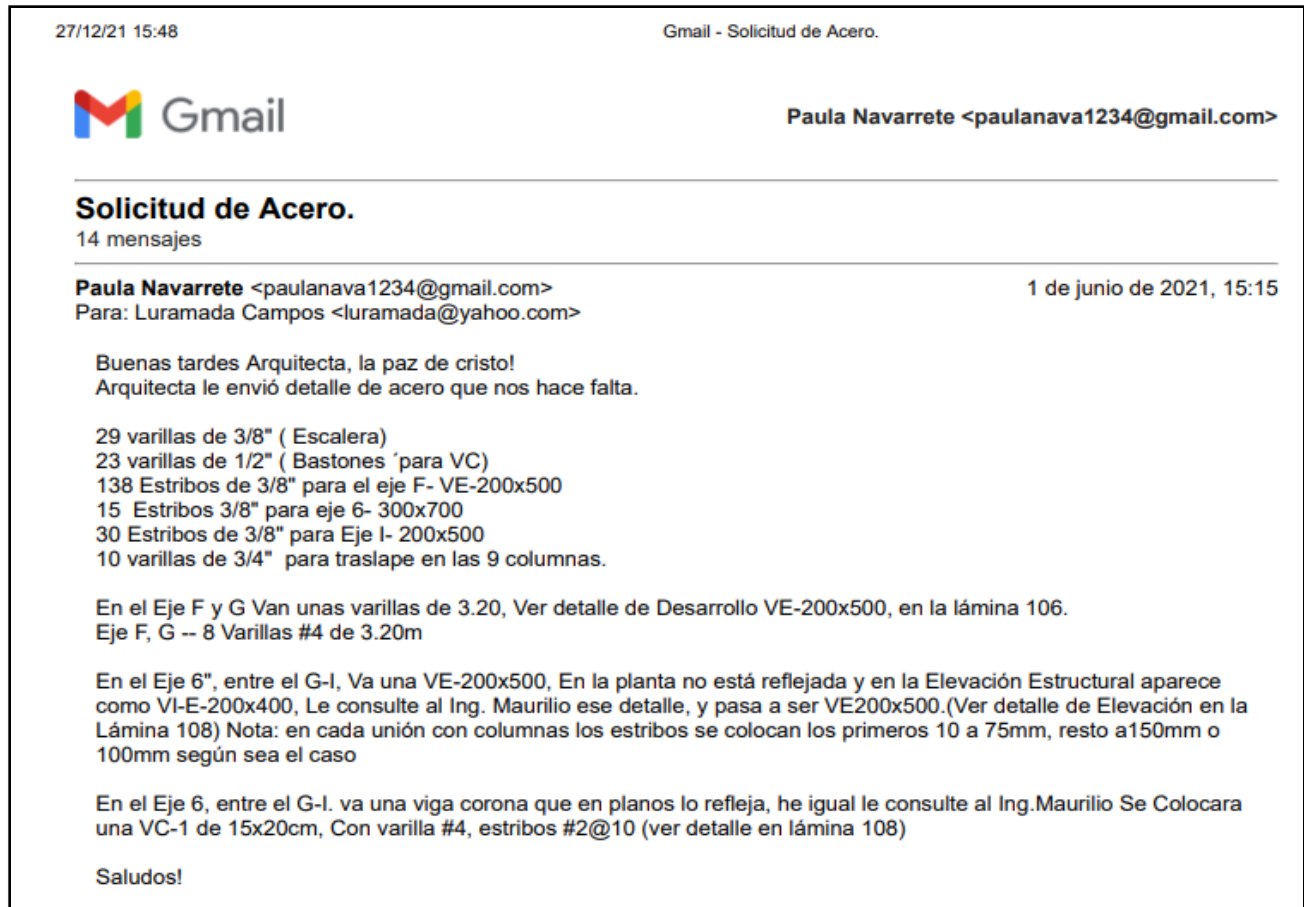 27/12/21 15:48
Gmail - Solicitud de Acero.
Gmail
Paula Navarrete <paulanava1234@gmail.com>
Solicitud de Acero.
14 mensajes
Paula Navarrete <paulanava1234@gmail.com>
1 de junio de 2021, 15:15
Para: Luramada Campos <luramada@yahoo.com>
Buenas tardes Arquitecta, la paz de cristo!
Arquitecta le envió detalle de acero que nos hace falta.
29 varillas de 3/8" ( Escalera)
23 varillas de 1/2" ( Bastones ´para VC)
138 Estribos de 3/8" para el eje F- VE-200x500
15  Estribos 3/8" para eje 6- 300x700
30 Estribos de 3/8" para Eje I- 200x500
10 varillas de 3/4"  para traslape en las 9 columnas.
En el Eje F y G Van unas varillas de 3.20, Ver detalle de Desarrollo VE-200x500, en la lámina 106.
Eje F, G -- 8 Varillas #4 de 3.20m
En el Eje 6", entre el G-I, Va una VE-200x500, En la planta no está reflejada y en la Elevación Estructural aparece
como VI-E-200x400, Le consulte al Ing. Maurilio ese detalle, y pasa a ser VE200x500.(Ver detalle de Elevación en la
Lámina 108) Nota: en cada unión con columnas los estribos se colocan los primeros 10 a 75mm, resto a150mm o
100mm según sea el caso
En el Eje 6, entre el G-I. va una viga corona que en planos lo refleja, he igual le consulte al Ing.Maurilio Se Colocara
una VC-1 de 15x20cm, Con varilla #4, estribos #2@10 (ver detalle en lámina 108)
Saludos!